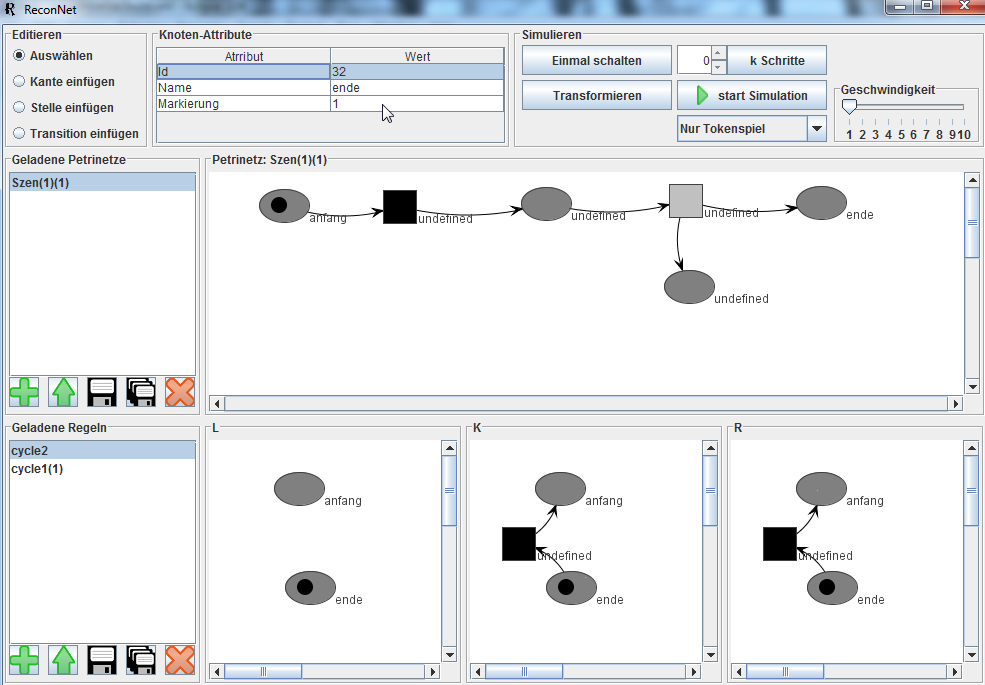 ReconNet
Editieren
Auswählen
Kante einfügen
Stelle einfügen
Transition einfügen
Knoten-Attribute
Atrribut Wert
Id 32
Name ende
Markierung 1
Simulieren
Einmal schalten
0
k Schritte
Transformieren
start Simulation
Nur Tokenspiel
Geschwindigkeit
1 2 3 4 5 6 7 8 9 10
Geladene Petrinetze
Szen(1)(1)
Petrinetz: Szen(1)(1)
anfang
undefined
undefined
undefined
ende
undefined
Geladene Regeln
cycle2
cycle1(1)
L
anfang
ende
K
anfang
undefined
ende
R
anfang
undefined
ende